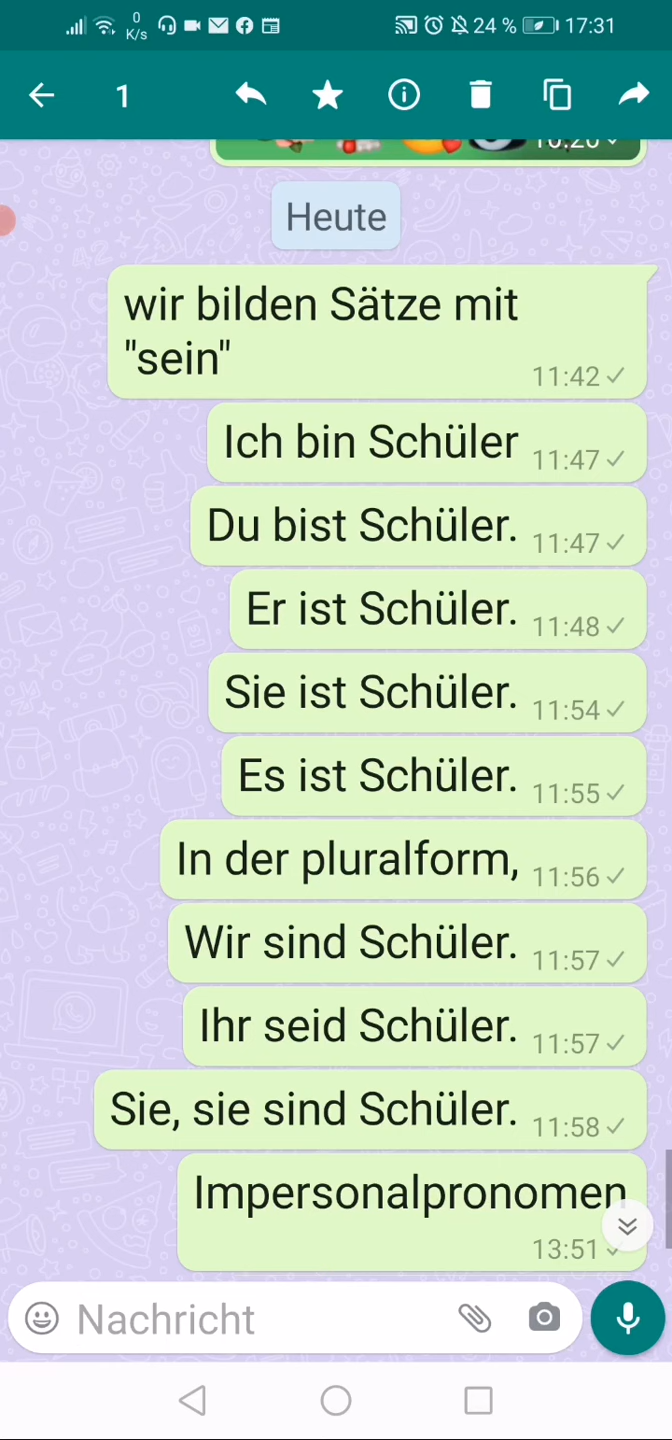 0
K/s
24 %
17:31
1
10:20
Heute
wir bilden Sätze mit
"sein"
11:42
Ich bin Schüler
11:47
Du bist Schüler.
11:47
Er ist Schüler.
11:48
Sie ist Schüler.
11:54
Es ist Schüler.
11:55
In der pluralform,
11:56
Wir sind Schüler.
11:57
Ihr seid Schüler.
11:57
Sie, sie sind Schüler.
11:58
Impersonalpronomen
13:51
Nachricht